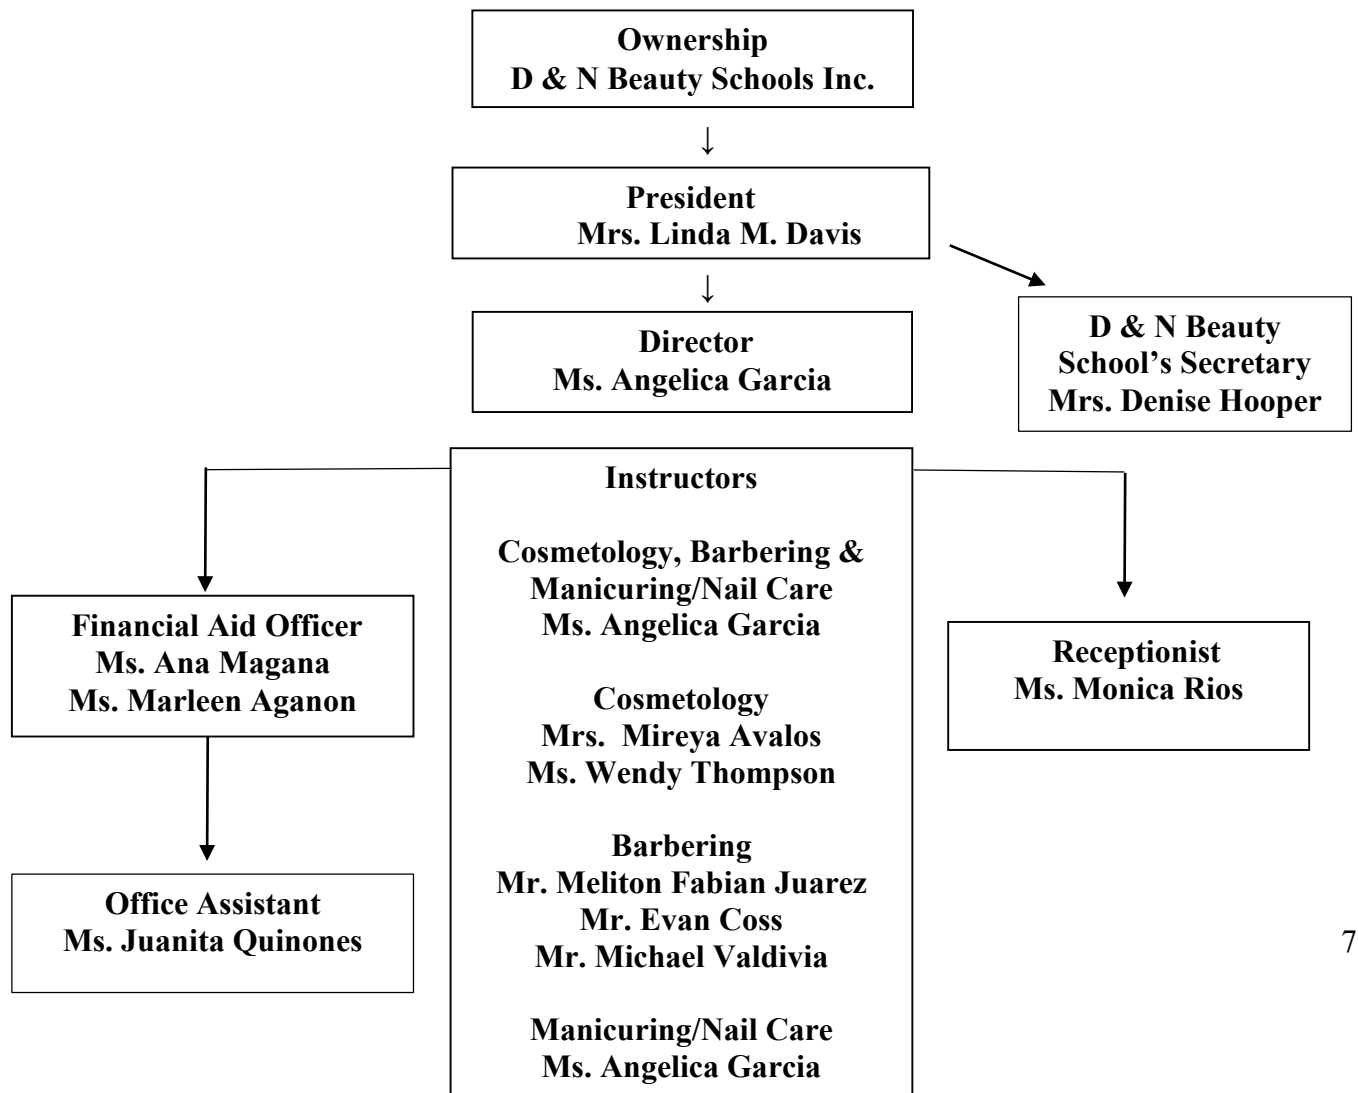 Ownership
D & N Beauty Schools Inc.
↓
President
Mrs. Linda M. Davis
↓
Director
Ms. Angelica Garcia
D & N Beauty
School’s Secretary
Mrs. Denise Hooper
Instructors
Cosmetology, Barbering &
Manicuring/Nail Care
Ms. Angelica Garcia
Cosmetology
Mrs. Mireya Avalos
Ms. Wendy Thompson
Barbering
Mr. Meliton Fabian Juarez
Mr. Evan Coss
Mr. Michael Valdivia
Manicuring/Nail Care
Ms. Angelica Garcia
Financial Aid Officer
Ms. Ana Magana
Ms. Marleen Aganon
Office Assistant
Ms. Juanita Quinones
Receptionist
Ms. Monica Rios
7